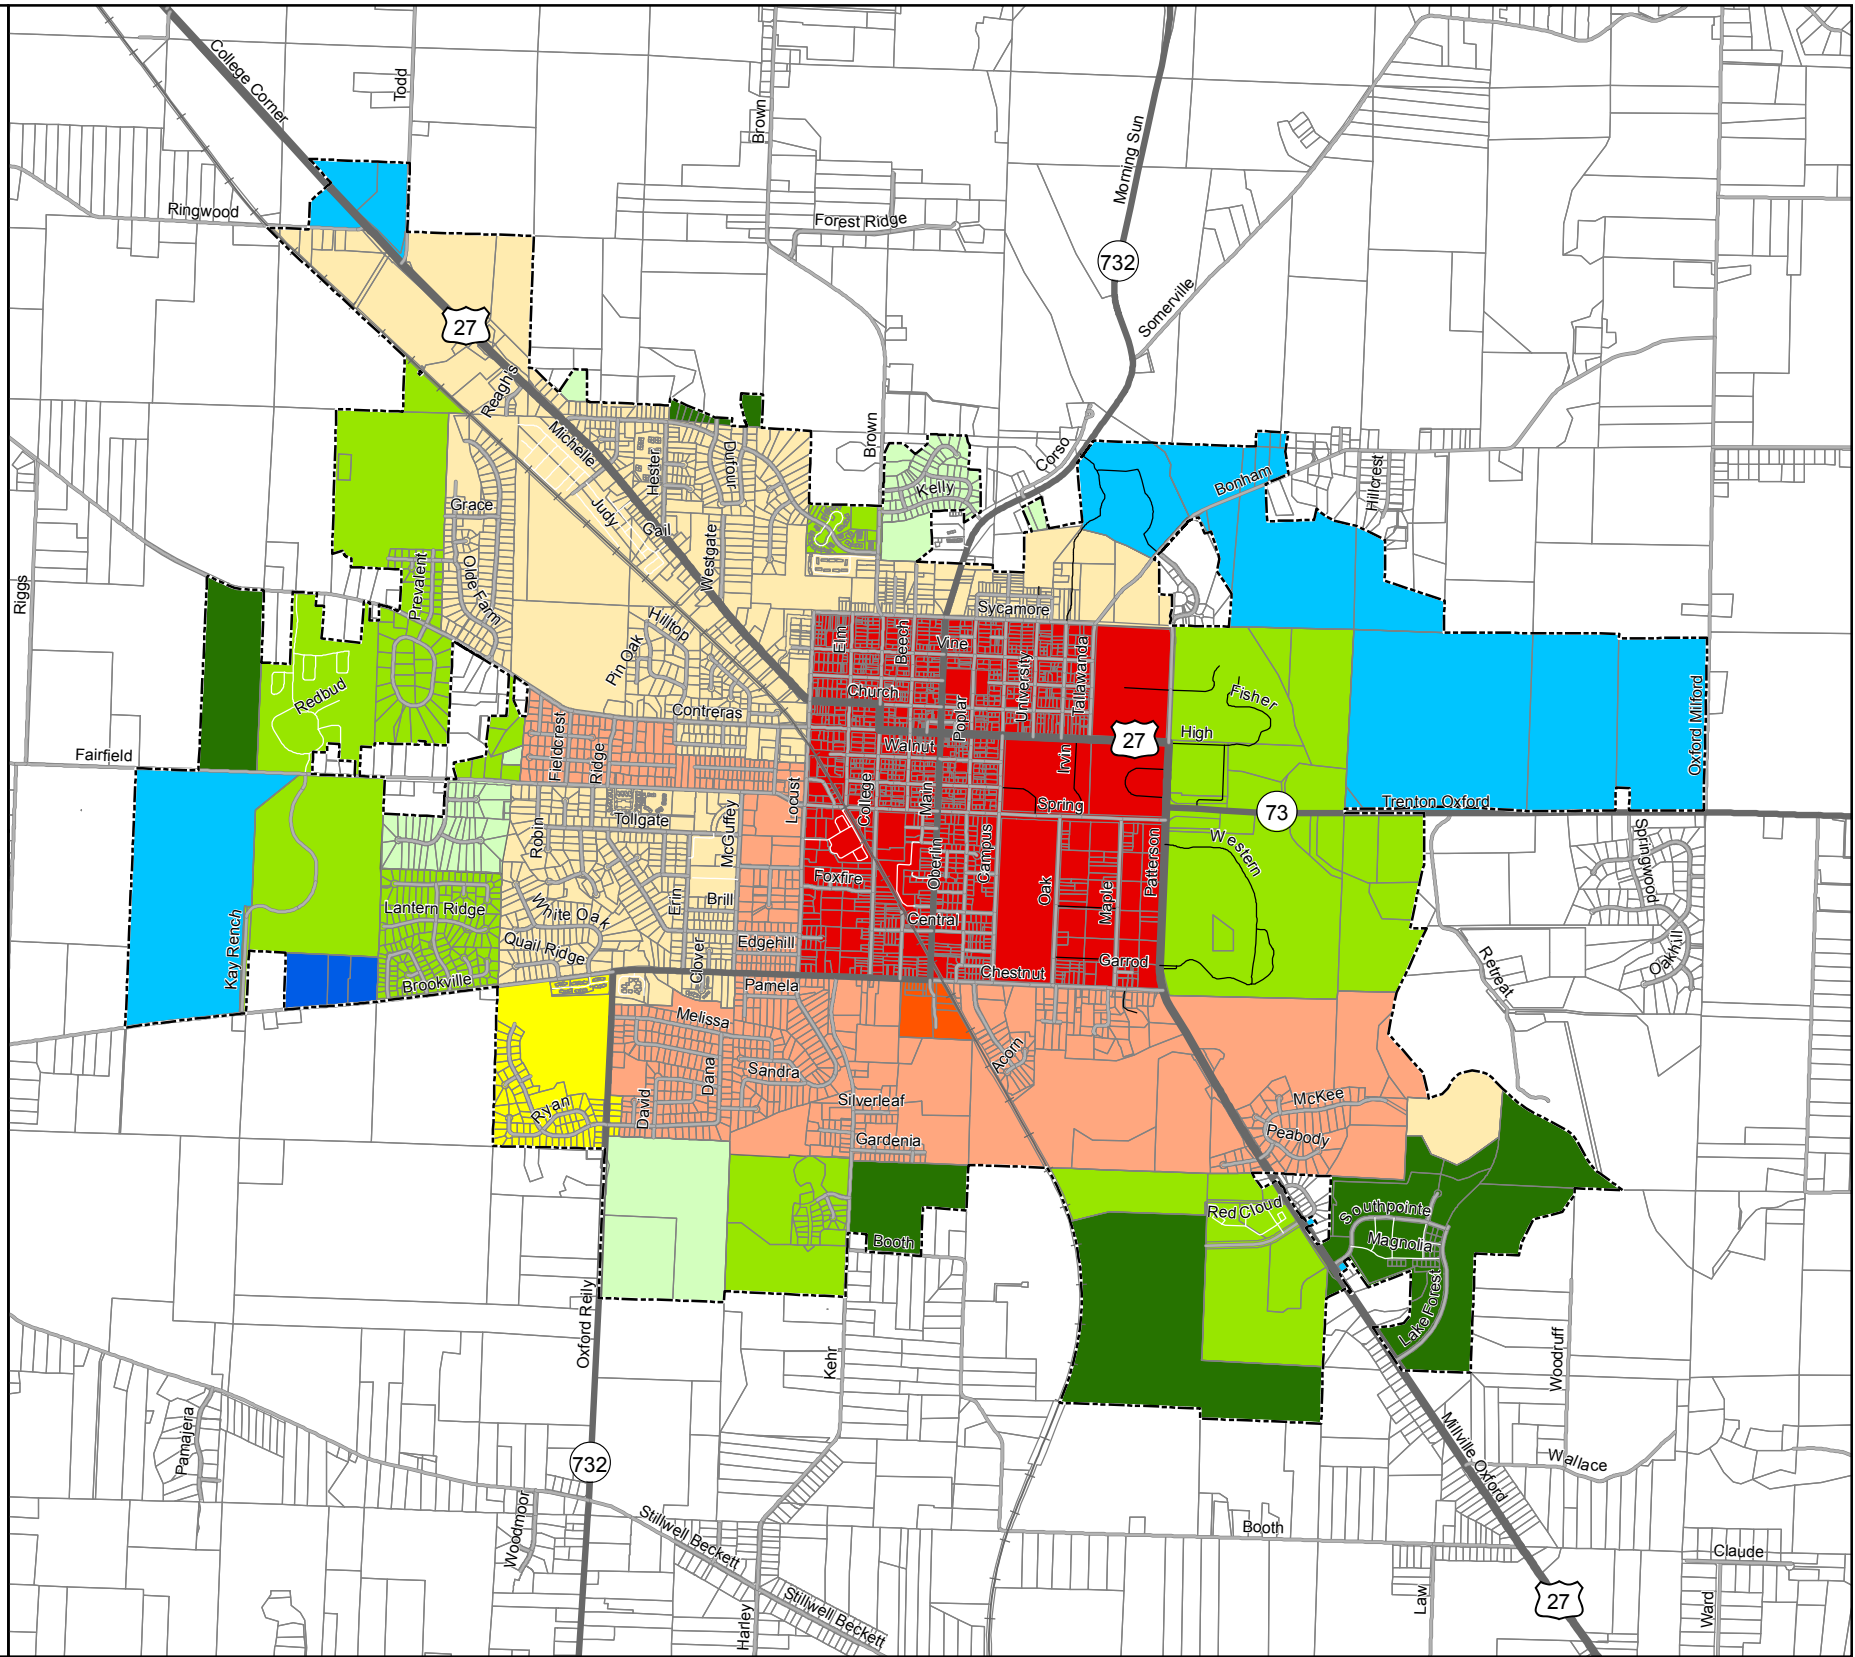 College Corner
Todd
Brown
Morning Sun
Ringwood
Forest Ridge
732
Somerville
27
Reaghs
Michelle
Hester
Dufour
Brown
Corso
Kelly
Bonham
Hillcrest
Grace
Judy
Gail
Westgate
Riggs
Prevalent
Olde Farm
Hilltop
Pin Oak
Sycamore
Elm
Beech
Vine
University
Tallawanda
Redbud
Church
Poplar
Fisher
Contreras
Fieldcrest
Ridge
Walnut
Irvin
27
High
Oxford Milford
Fairfield
Locust
College
Main
Spring
73
Trenton Oxford
Robin
Tollgate
McGuffey
Oberlin
Campus
Patterson
Western
Springwood
Foxfire
Oak
Maple
Lantern Ridge
White Oak
Erin
Brill
Central
Kay Rench
Quail Ridge
Clover
Edgehill
Garrod
Oakhill
Retreat
Brookville
Pamela
Chestnut
Melissa
Acorn
Dana
Sandra
Ryan
David
Silverleaf
McKee
Gardenia
Peabody
Red Cloud
Southpointe
Booth
Magnolia
Lake Forest
Oxford Reily
Kehr
Woodruff
Pamajera
Millville Oxford
732
Wallace
Woodmoor
Stillwell Beckett
Booth
Claude
Stillwell Beckett
Harley
Law
27
Ward